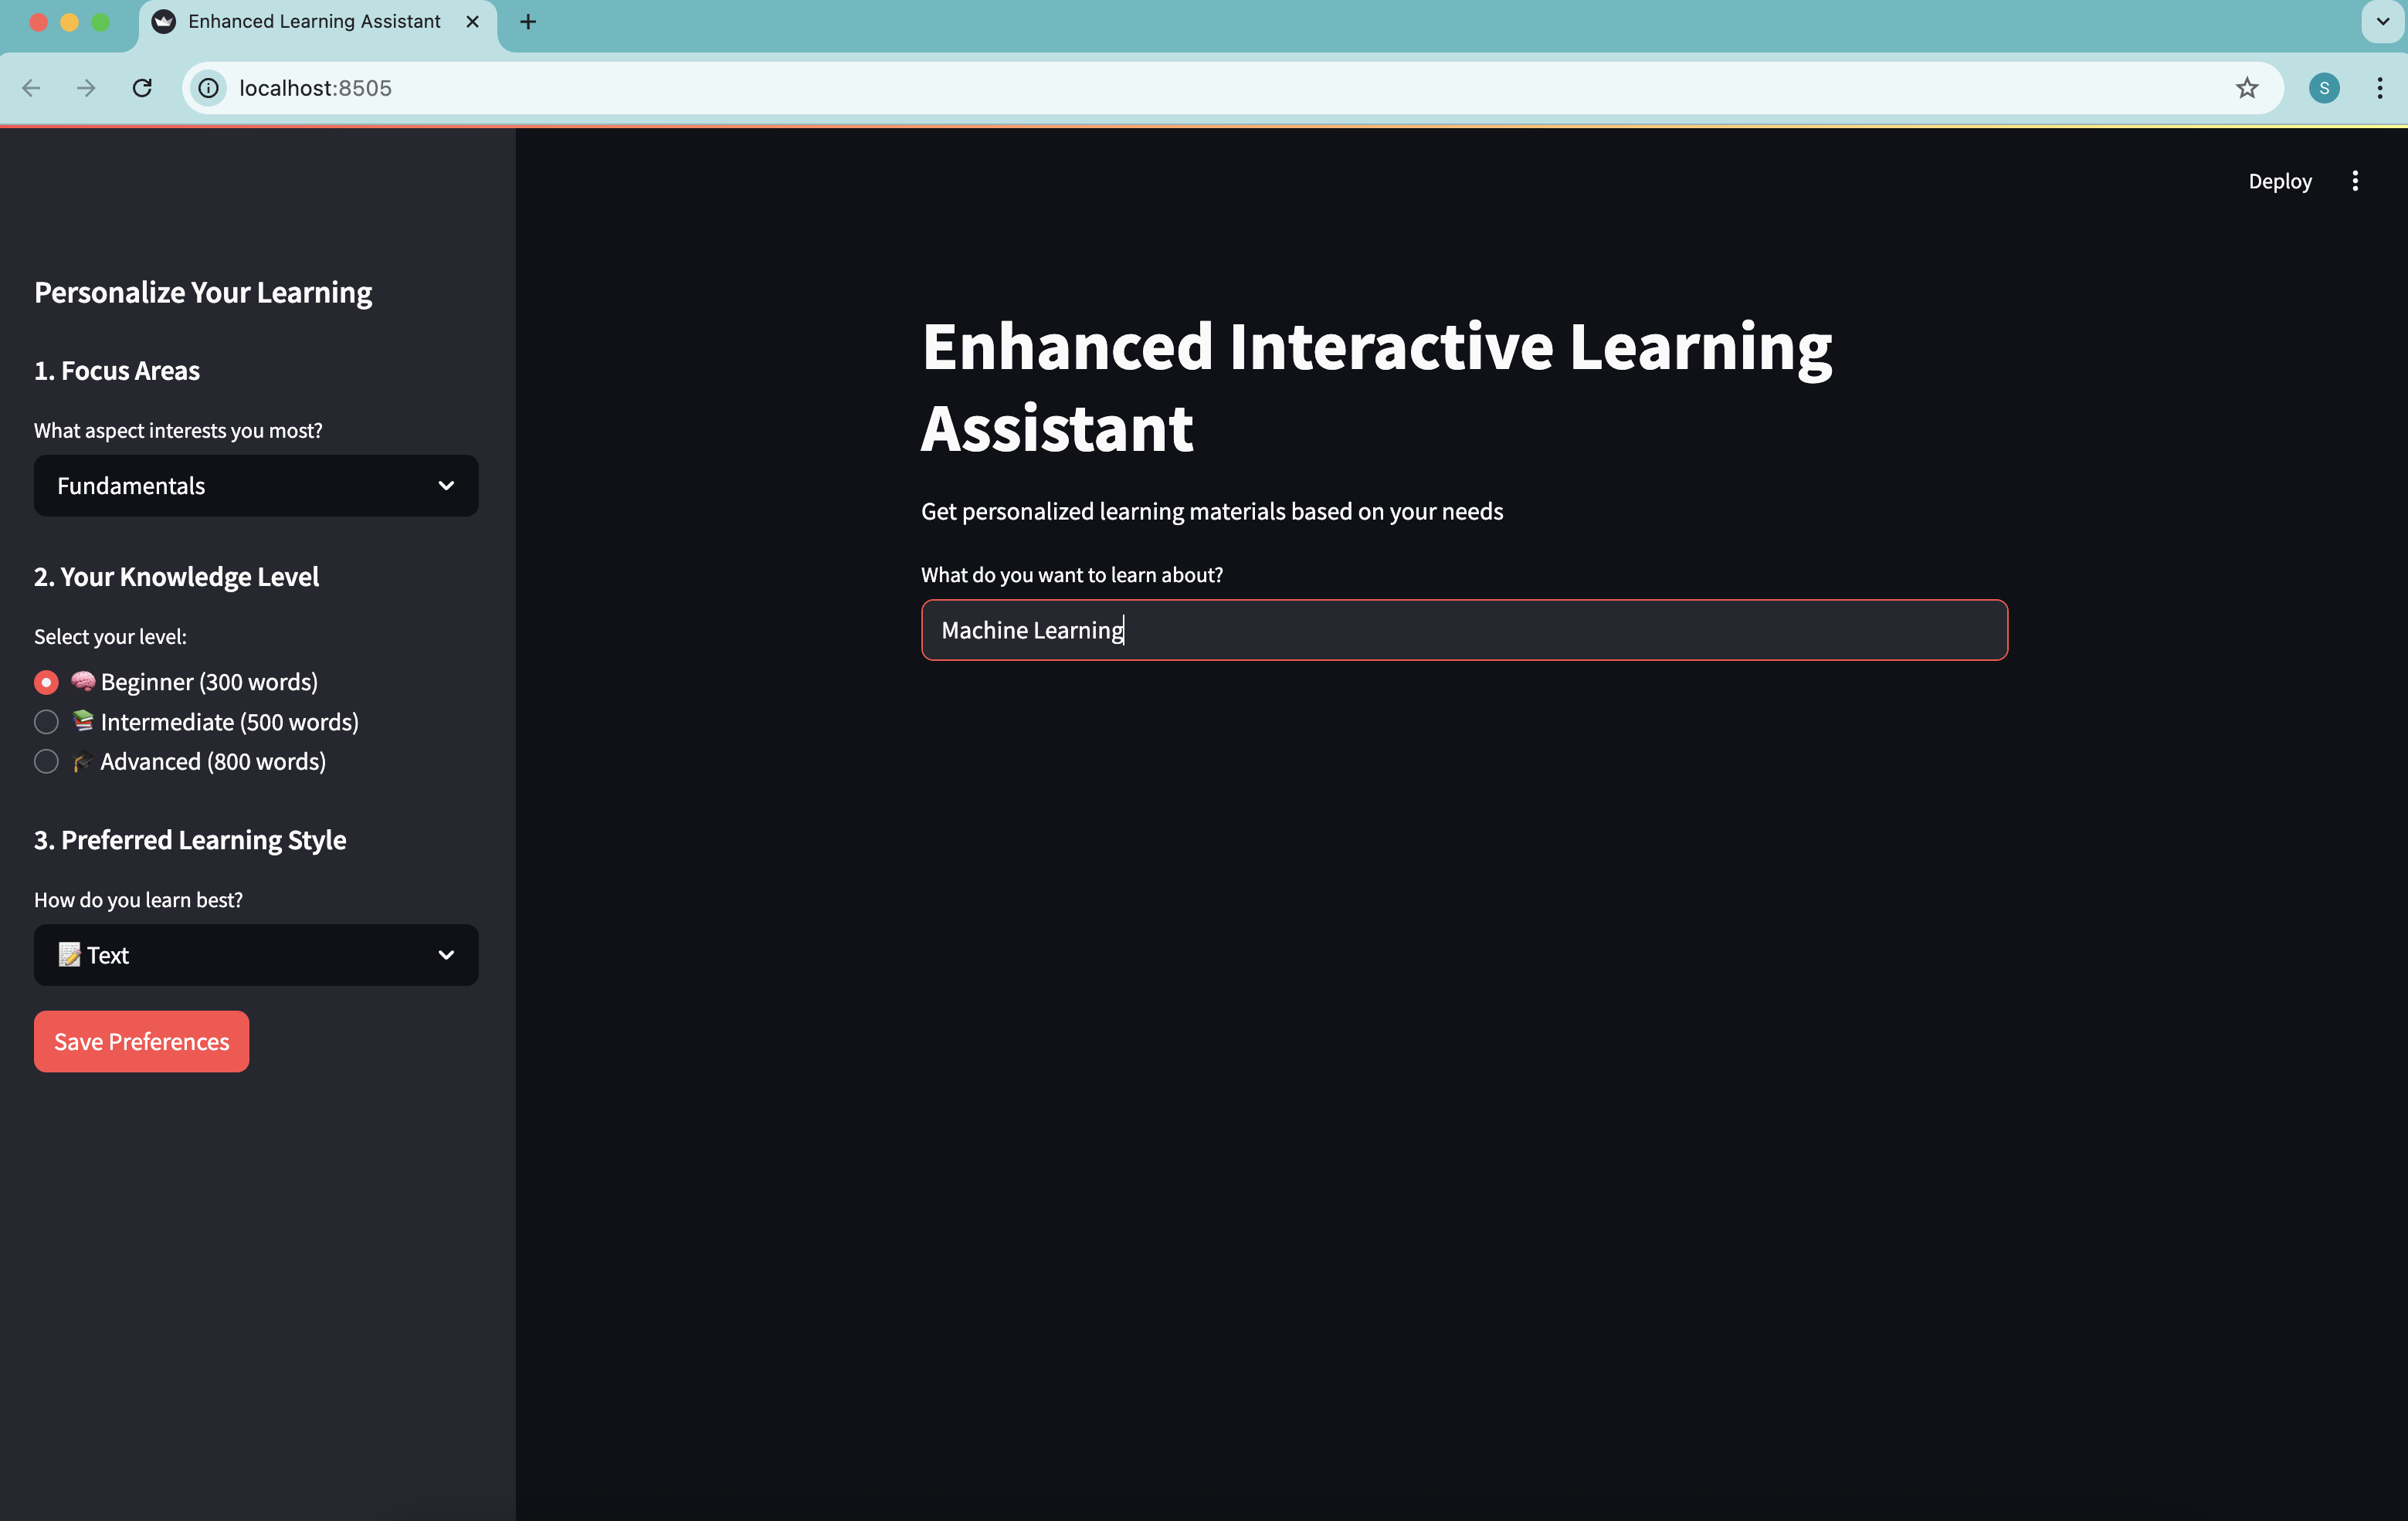 Enhanced Learning Assistant
localhost:8505
S
Deploy
Personalize Your Learning
1. Focus Areas
What aspect interests you most?
Fundamentals
2. Your Knowledge Level
Select your level:
🧠 Beginner (300 words)
📚 Intermediate (500 words)
🎓 Advanced (800 words)
3. Preferred Learning Style
How do you learn best?
📝 Text
Save Preferences
Enhanced Interactive Learning
Assistant
Get personalized learning materials based on your needs
What do you want to learn about?
Machine Learning